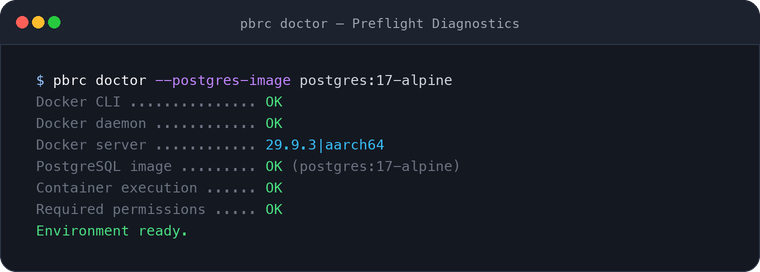 pbrc doctor — Preflight Diagnostics
$ pbrc doctor --postgres-image postgres:17-alpine
Docker CLI ............... OK
Docker daemon ............ OK
Docker server ............ 29.9.3|aarch64
PostgreSQL image ......... OK (postgres:17-alpine)
Container execution ...... OK
Required permissions ..... OK
Environment ready.